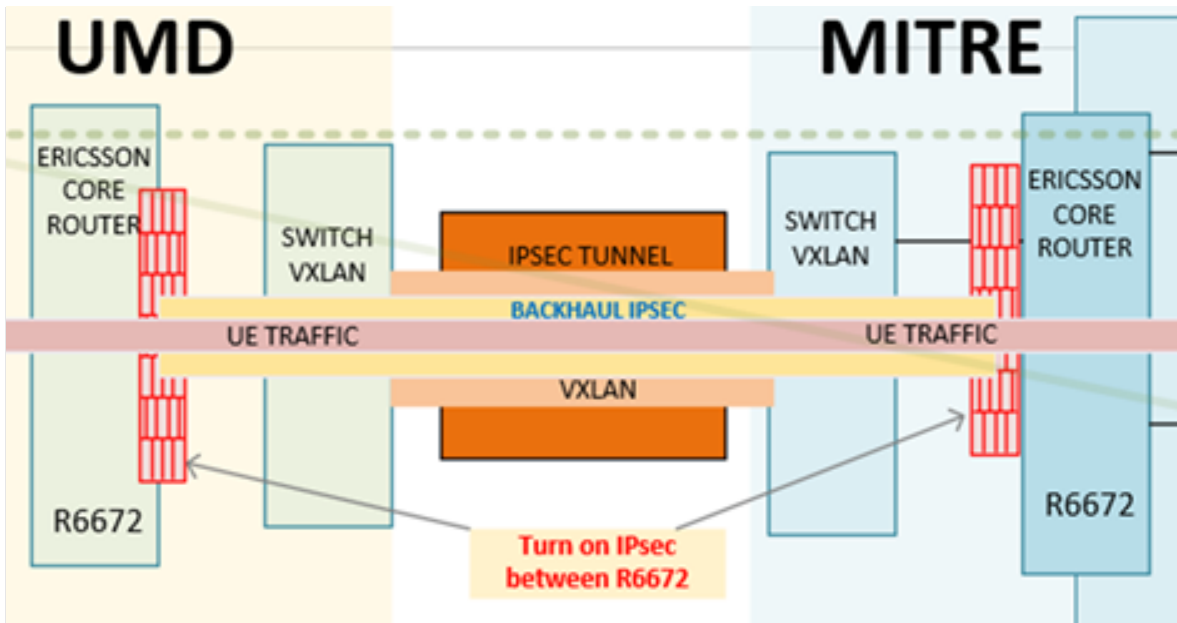 UMD
MITRE
ERICSSON
CORE
ROUTER
SWITCH
VXLAN
IPSEC TUNNEL
SWITCH
VXLAN
ERICSSON
CORE
ROUTER
BACKHAUL IPSEC
UE TRAFFIC
UE TRAFFIC
VXLAN
R6672
R6672
Turn on IPsec
between R6672